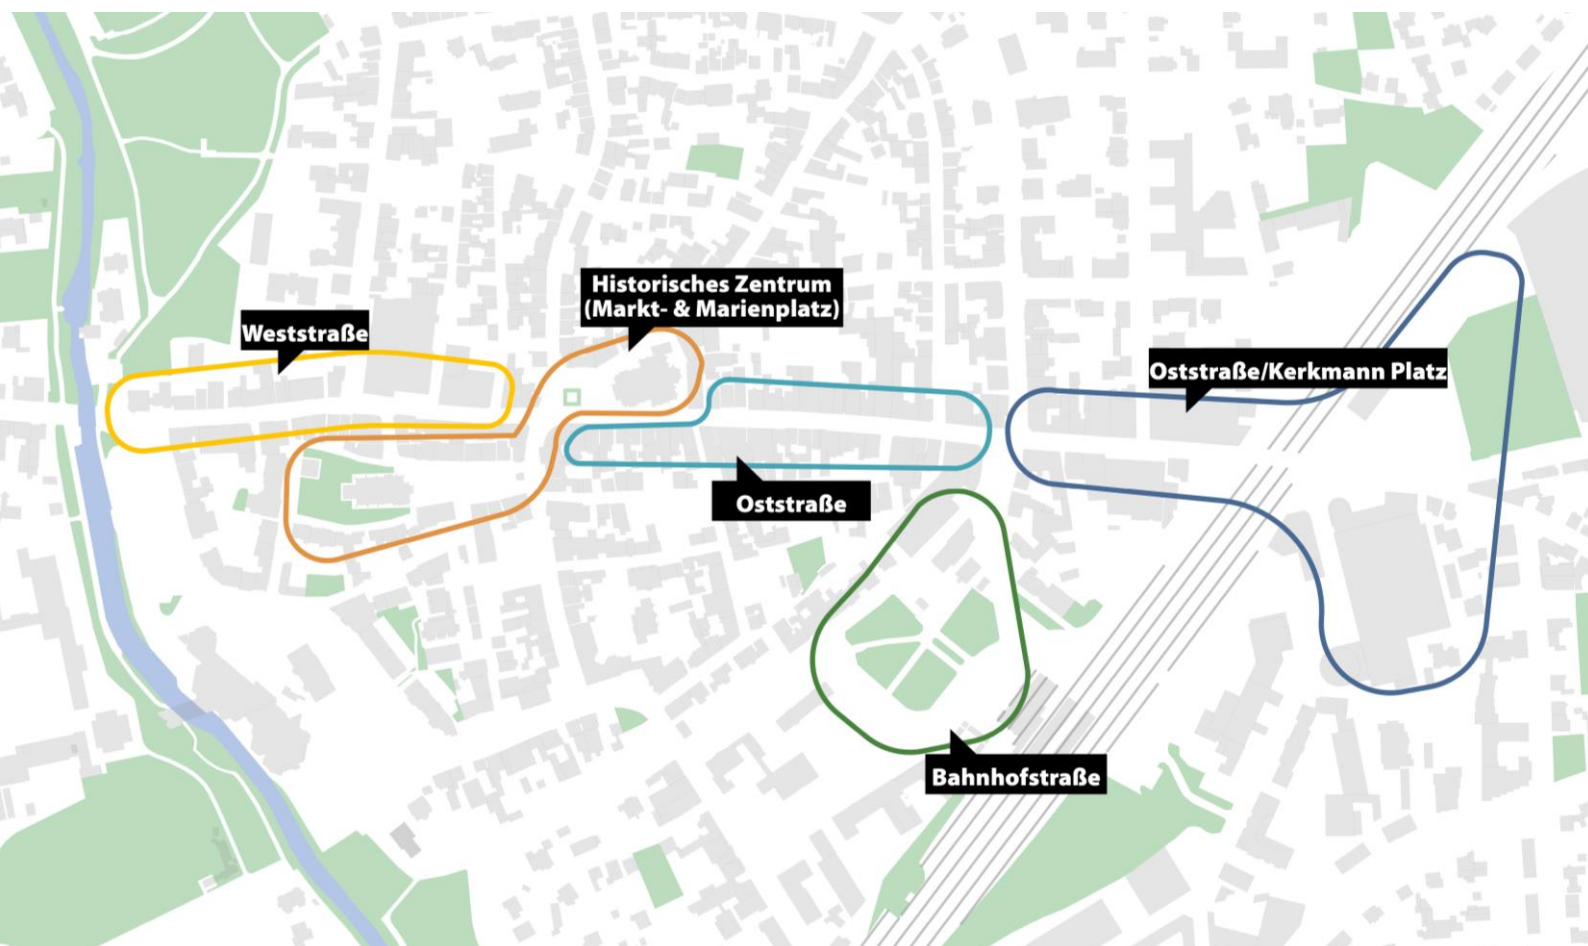 Historisches Zentrum
(Markt- & Marienplatz)
Weststraße
Oststraße/Kerkmann Platz
Oststraße
Bahnhofstraße